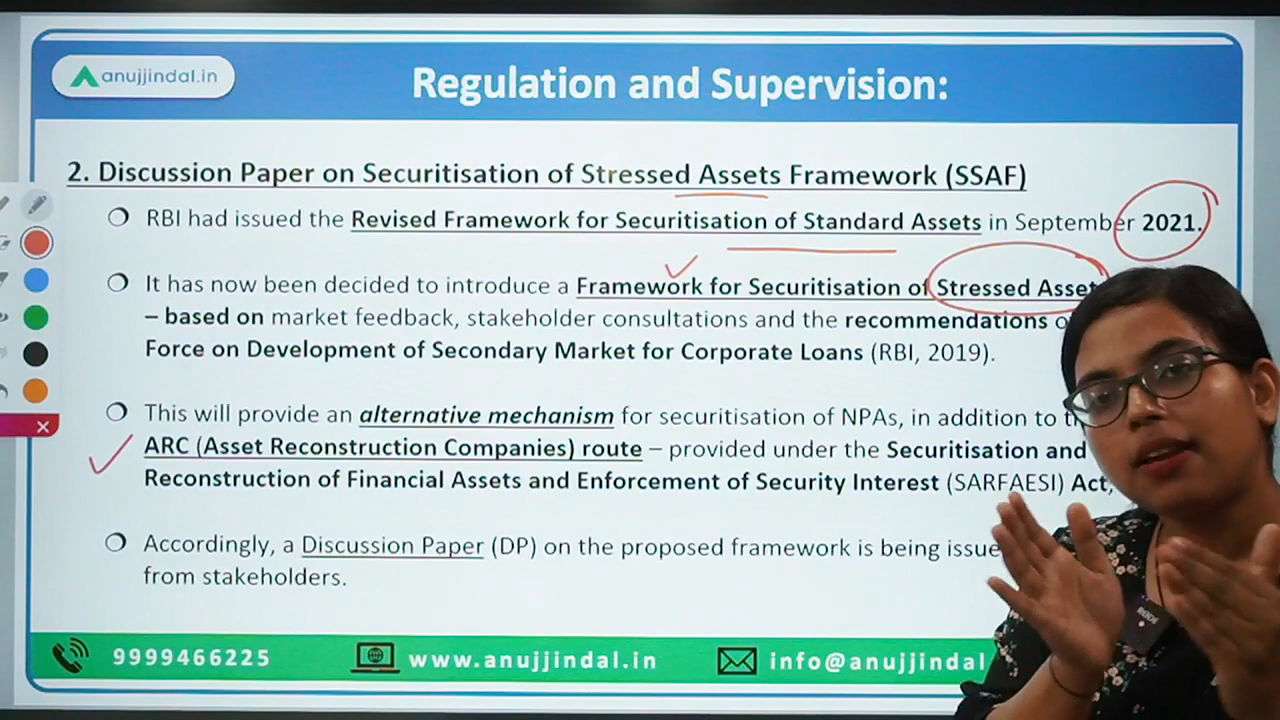 anujjindal.in
Regulation and Supervision:
2. Discussion Paper on Securitisation of Stressed Assets Framework (SSAF)
RBI had issued the Revised Framework for Securitisation of Standard Assets in September 2021.
It has now been decided to introduce a Framework for Securitisation of Stressed
– based on market feedback, stakeholder consultations and the recommendations
Force on Development of Secondary Market for Corporate Loans (RBI, 2019).
This will provide an alternative mechanism for securitisation of NPAs, in addition to
ARC (Asset Reconstruction Companies) route – provided under the Securitisation and
Reconstruction of Financial Assets and Enforcement of Security Interest (SARFAESI) Act,
Accordingly, a Discussion Paper (DP) on the proposed framework is being
from stakeholders.
9999466225 www.anujjindal.in info@anujjindal
RODE